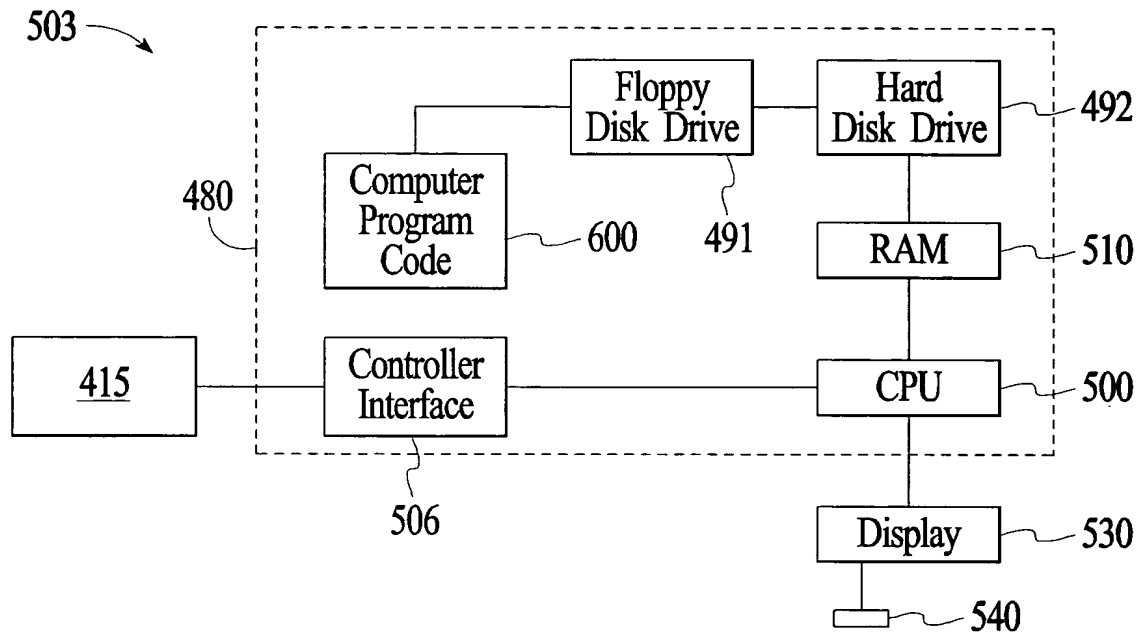 503
Floppy
Disk Drive
Hard
Disk Drive
492
480
Computer
Program
Code
600
491
RAM
510
415
Controller
Interface
CPU
500
506
Display
530
540